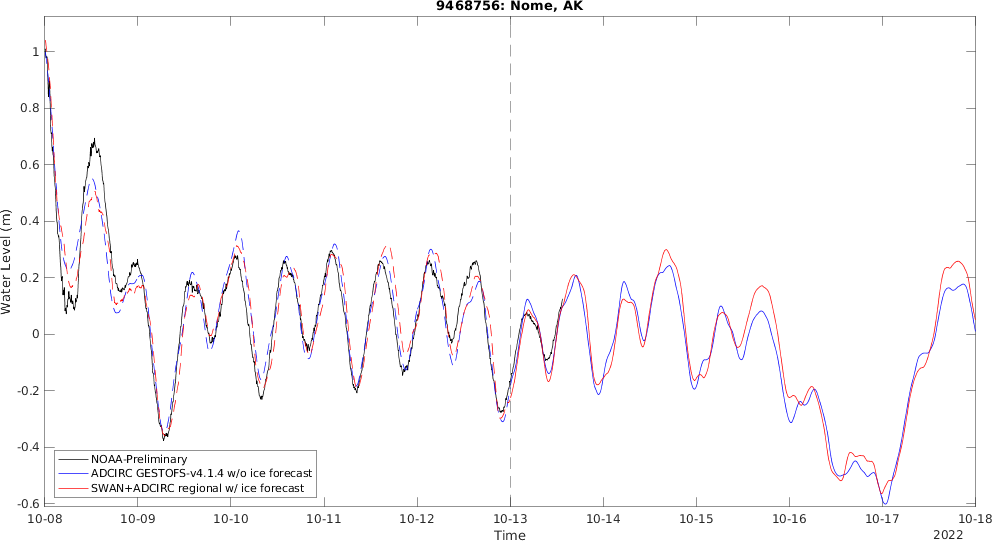 9468756: Nome, AK
Water Level (m)
1
0.8
0.6
0.4
0.2
0
-0.2
-0.4
-0.6
NOAA-Preliminary
ADCIRC GESTOFS-v4.1.4 w/o ice forecast
SWAN+ADCIRC regional w/ ice forecast
10-08 10-09 10-10 10-11 10-12 10-13 10-14 10-15 10-16 10-17 10-18
Time
2022